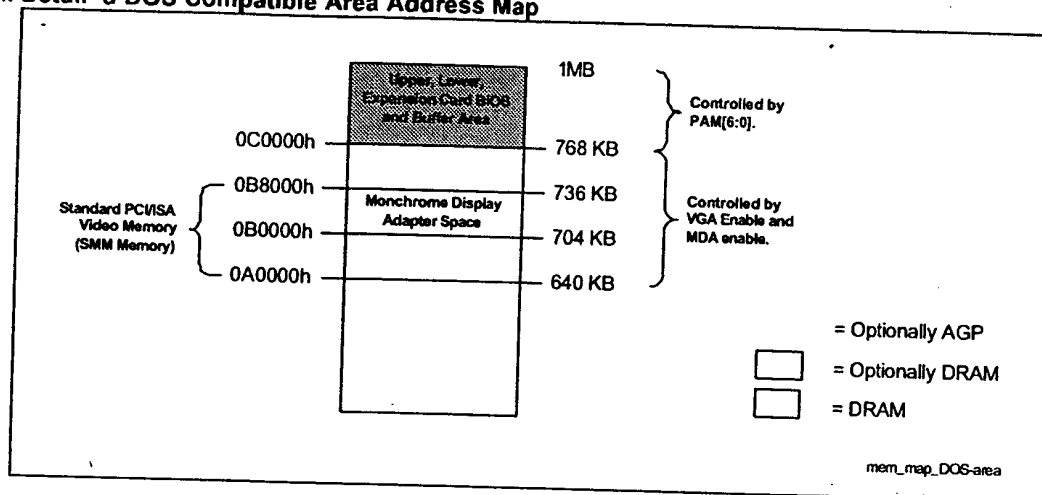 Compatible Area Address Map
1MB
Upper, Lower,
Expansion Card BIOS
and Buffer Area
Controlled by
PAM[6:0].
0C0000h
768 KB
0B8000h
736 KB
Standard PCI/ISA
Video Memory
(SMM Memory)
Monchrome Display
Adapter Space
Controlled by
VGA Enable and
MDA enable.
0B0000h
704 KB
0A0000h
640 KB
= Optionally AGP
= Optionally DRAM
= DRAM
mem_map_DOS-area